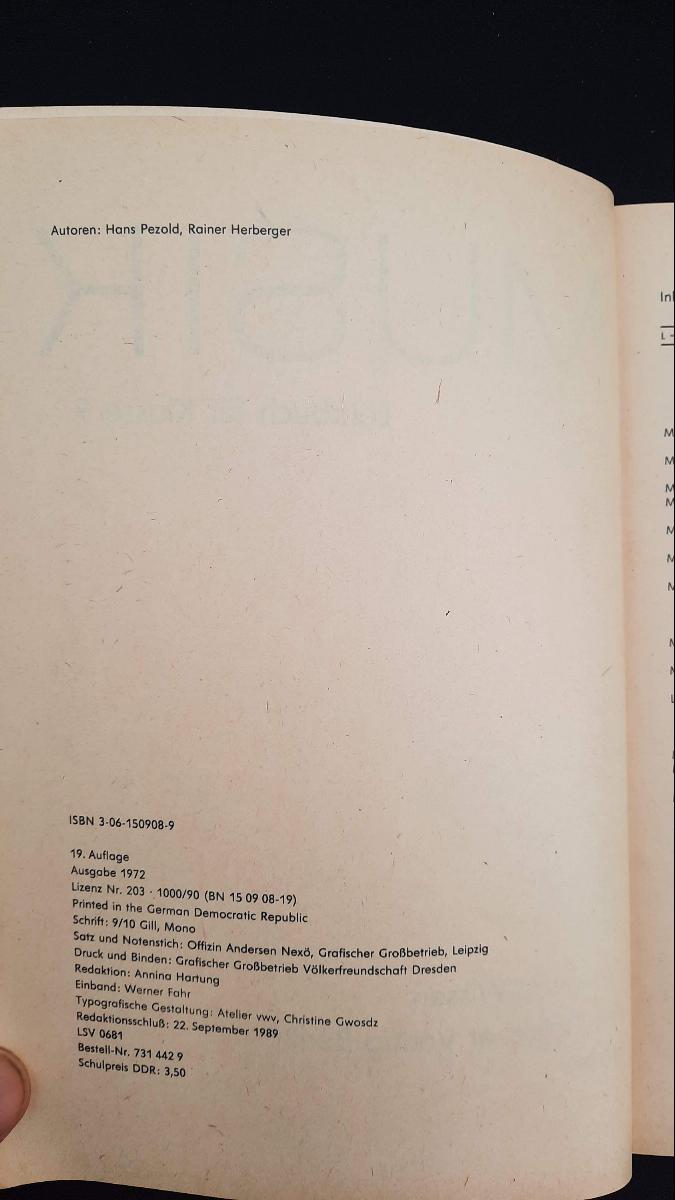 Autoren: Hans Pezold, Rainer Herberger
ISBN 3-06-150908-9
19. Auflage
Ausgabe 1972
Lizenz Nr. 203 · 1000/90 (BN 15 09 08-19)
Printed in the German Democratic Republic
Schrift: 9/10 Gill, Mono
Satz und Notenstich: Offizin Andersen Nexö, Grafischer Großbetrieb, Leipzig
Druck und Binden: Grafischer Großbetrieb Völkerfreundschaft Dresden
Redaktion: Annina Hartung
Einband: Werner Fahr
Typografische Gestaltung: Atelier vwv, Christine Gwosdz
Redaktionsschluß: 22. September 1989
LSV 0681
Bestell-Nr. 731 442 9
Schulpreis DDR: 3,50